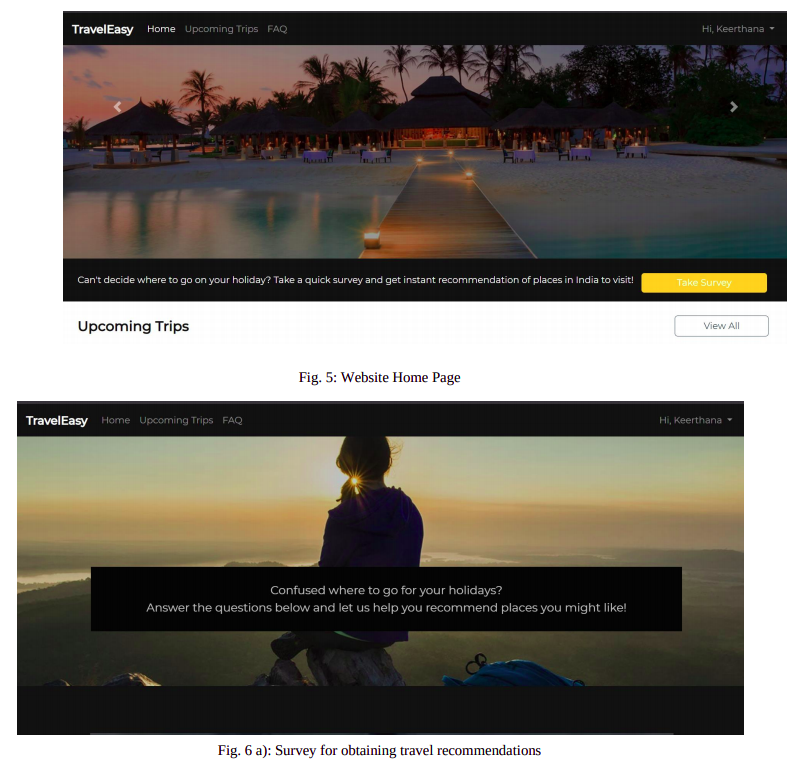 TravelEasy Home Upcoming Trips FAQ Hi, Keerthana
Can't decide where to go on your holiday? Take a quick survey and get instant recommendation of places in India to visit! Take Survey
Upcoming Trips View All
Fig. 5: Website Home Page
TravelEasy Home Upcoming Trips FAQ Hi, Keerthana
Confused where to go for your holidays?
Answer the questions below and let us help you recommend places you might like!
Fig. 6 a): Survey for obtaining travel recommendations